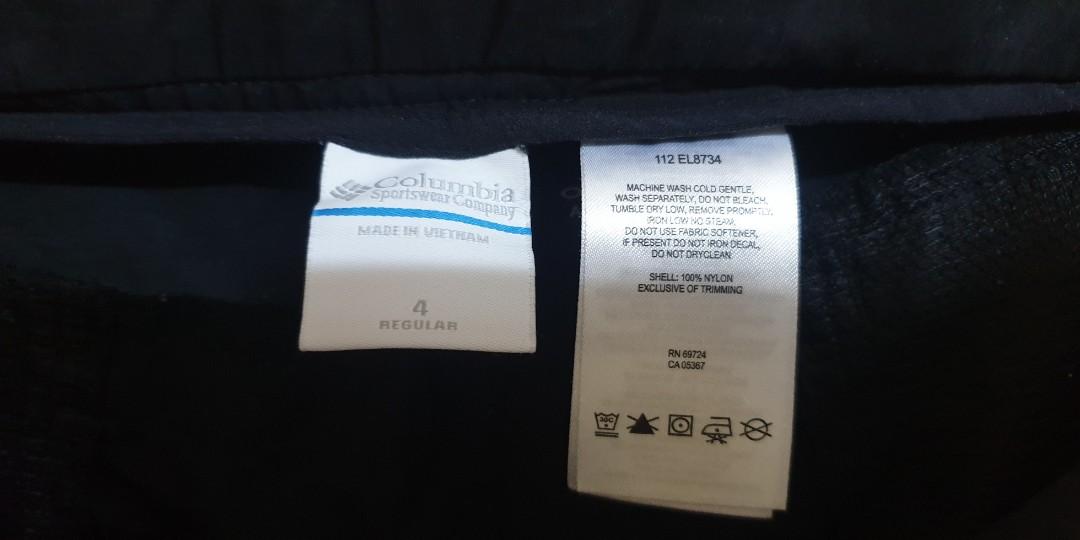 Columbia
Sportswear Company
MADE IN VIETNAM
4
REGULAR
112 EL8734
MACHINE WASH COLD GENTLE,
WASH SEPARATELY, DO NOT BLEACH,
TUMBLE DRY LOW, REMOVE PROMPTLY,
IRON LOW NO STEAM,
DO NOT USE FABRIC SOFTENER,
IF PRESENT DO NOT IRON DECAL,
DO NOT DRYCLEAN
SHELL: 100% NYLON
EXCLUSIVE OF TRIMMING
RN 69724
CA 05367
30C